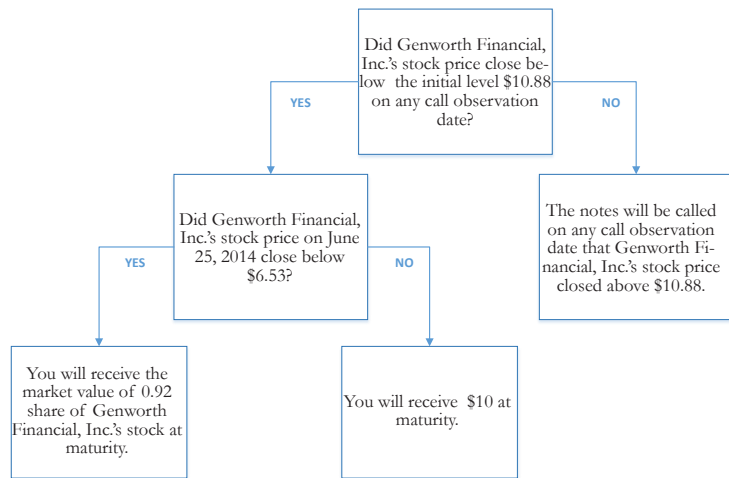 Did Genworth Financial,
Inc.'s stock price close be-
low the initial level $10.88
on any call observation
date?
YES
NO
Did Genworth Financial,
Inc.'s stock price on June
25, 2014 close below
$6.53?
The notes will be called
on any call observation
date that Genworth Fi-
nancial, Inc.'s stock price
closed above $10.88.
YES
NO
You will receive the
market value of 0.92
share of Genworth
Financial, Inc.'s stock at
maturity.
You will receive $10 at
maturity.